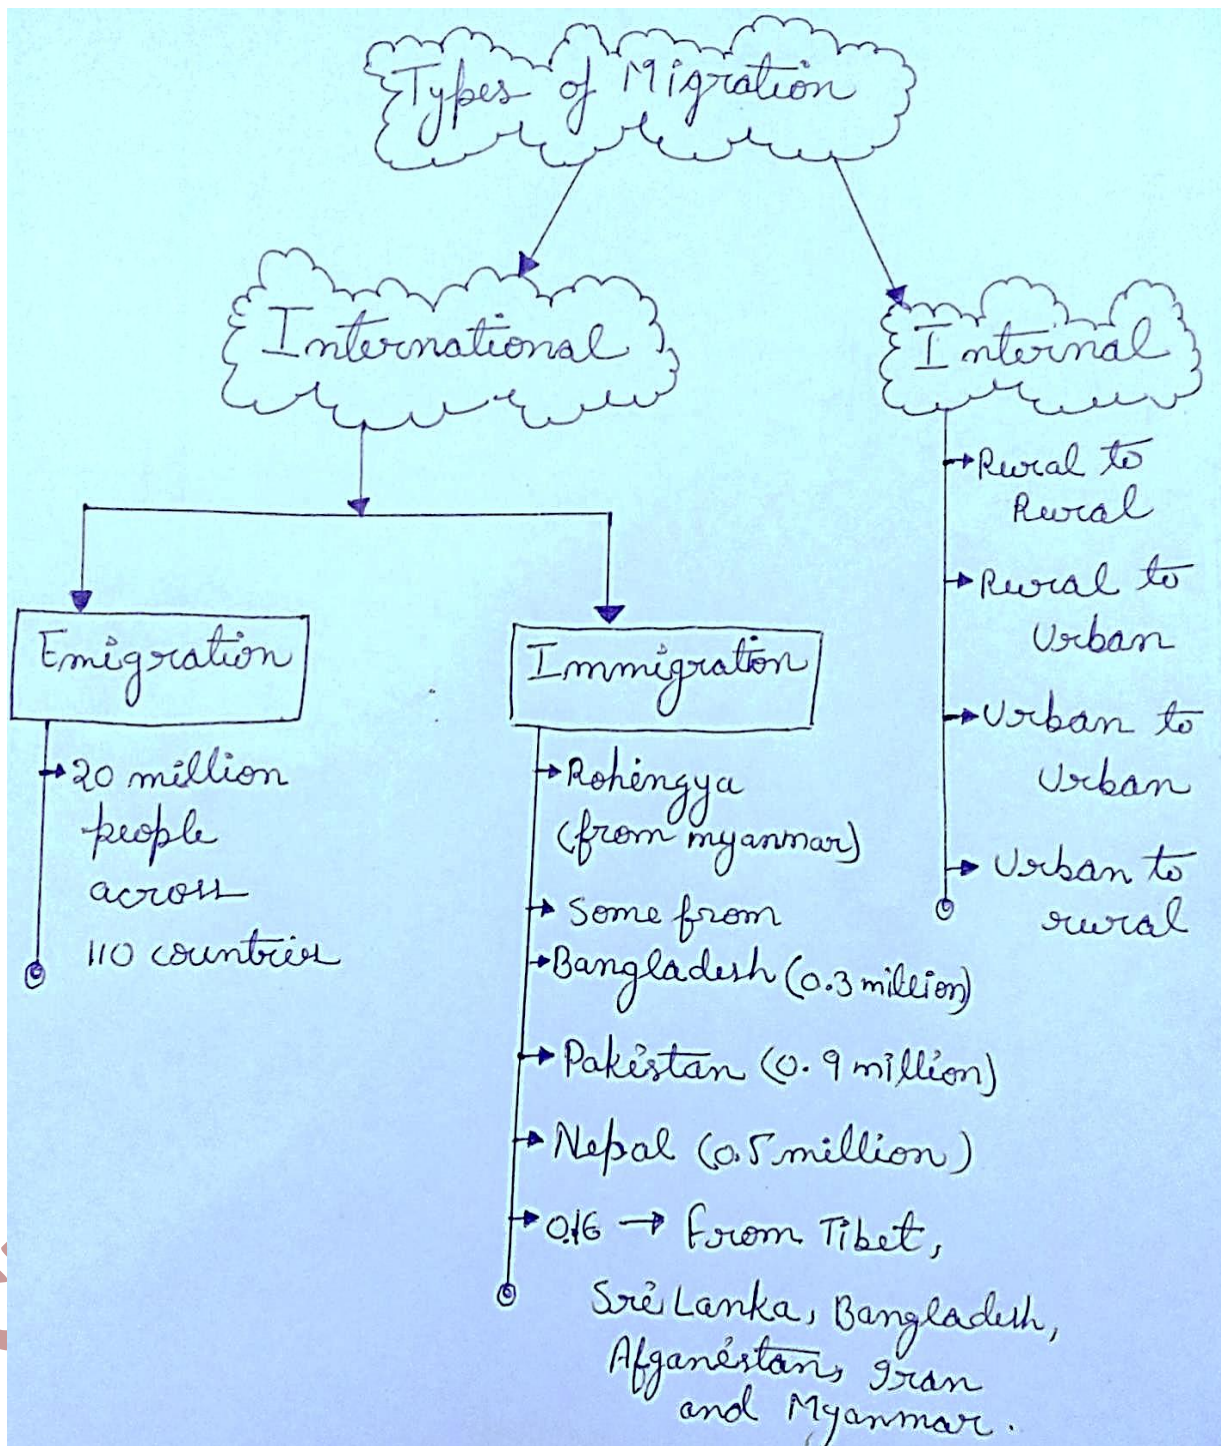 Types of Migration
International
Internal
Emigration
20 million
people
across
110 countries
Immigration
Rohingya
(from myanmar)
Some from
Bangladesh (0.3 million)
Pakistan (0.9 million)
Nepal (0.5 million)
0.16 → From Tibet,
Sri Lanka, Bangladesh,
Afganistan, Iran
and Myanmar.
Rural to
Rural
Rural to
Urban
Urban to
Urban
Urban to
rural